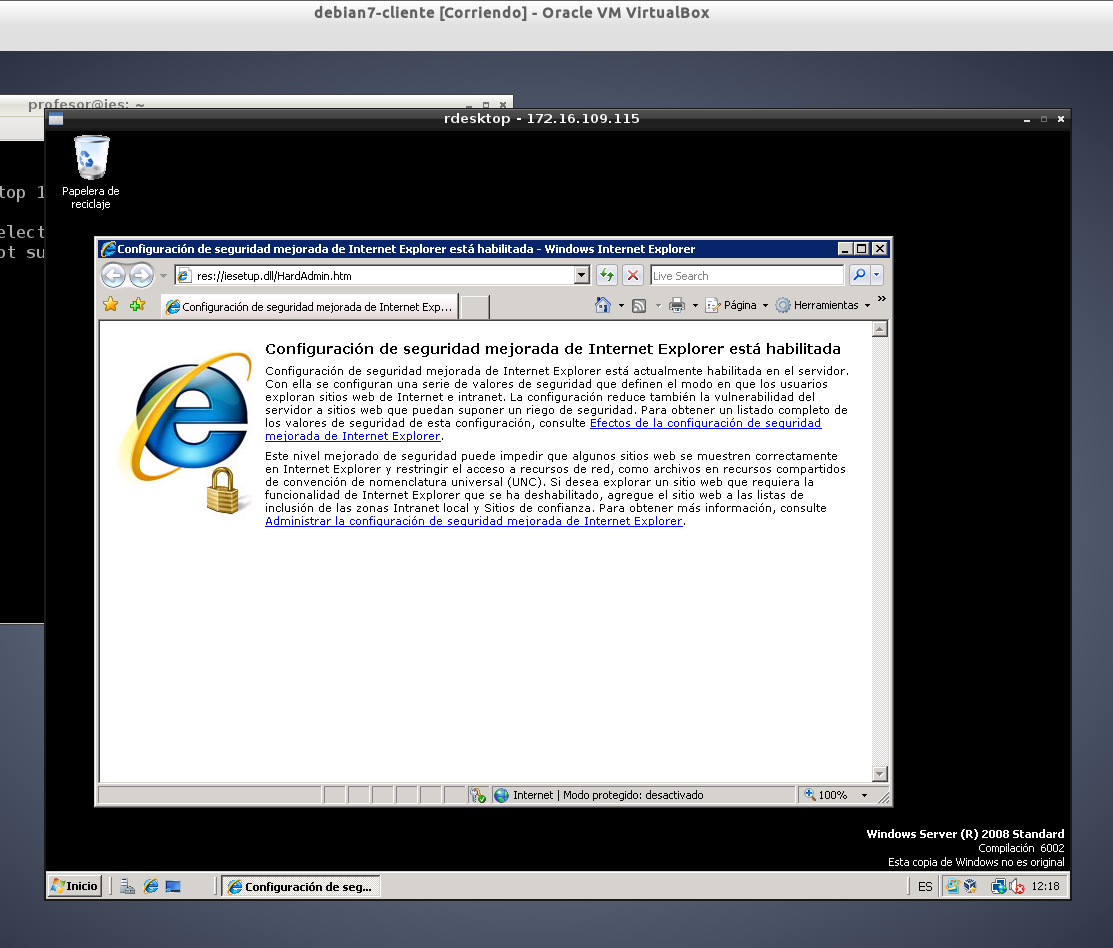 debian7-cliente [Corriendo] - Oracle VM VirtualBox
profesor@ies: ~
rdesktop - 172.16.109.115
top 1
elect
ot su
Papelera de
reciclaje
Configuración de seguridad mejorada de Internet Explorer está habilitada - Windows Internet Explorer
res://iesetup.dll/HardAdmin.htm
Live Search
Configuración de seguridad mejorada de Internet Exp...
Página
Herramientas
»
Configuración de seguridad mejorada de Internet Explorer está habilitada
Configuración de seguridad mejorada de Internet Explorer está actualmente habilitada en el servidor.
Con ella se configuran una serie de valores de seguridad que definen el modo en que los usuarios
exploran sitios web de Internet e intranet. La configuración reduce también la vulnerabilidad del
servidor a sitios web que puedan suponer un riego de seguridad. Para obtener un listado completo de
los valores de seguridad de esta configuración, consulte Efectos de la configuración de seguridad
mejorada de Internet Explorer.
Este nivel mejorado de seguridad puede impedir que algunos sitios web se muestren correctamente
en Internet Explorer y restringir el acceso a recursos de red, como archivos en recursos compartidos
de convención de nomenclatura universal (UNC). Si desea explorar un sitio web que requiera la
funcionalidad de Internet Explorer que se ha deshabilitado, agregue el sitio web a las listas de
inclusión de las zonas Intranet local y Sitios de confianza. Para obtener más información, consulte
Administrar la configuración de seguridad mejorada de Internet Explorer.
Internet | Modo protegido: desactivado
100%
Windows Server (R) 2008 Standard
Compilación 6002
Esta copia de Windows no es original
Inicio
Configuración de seg...
ES
12:18